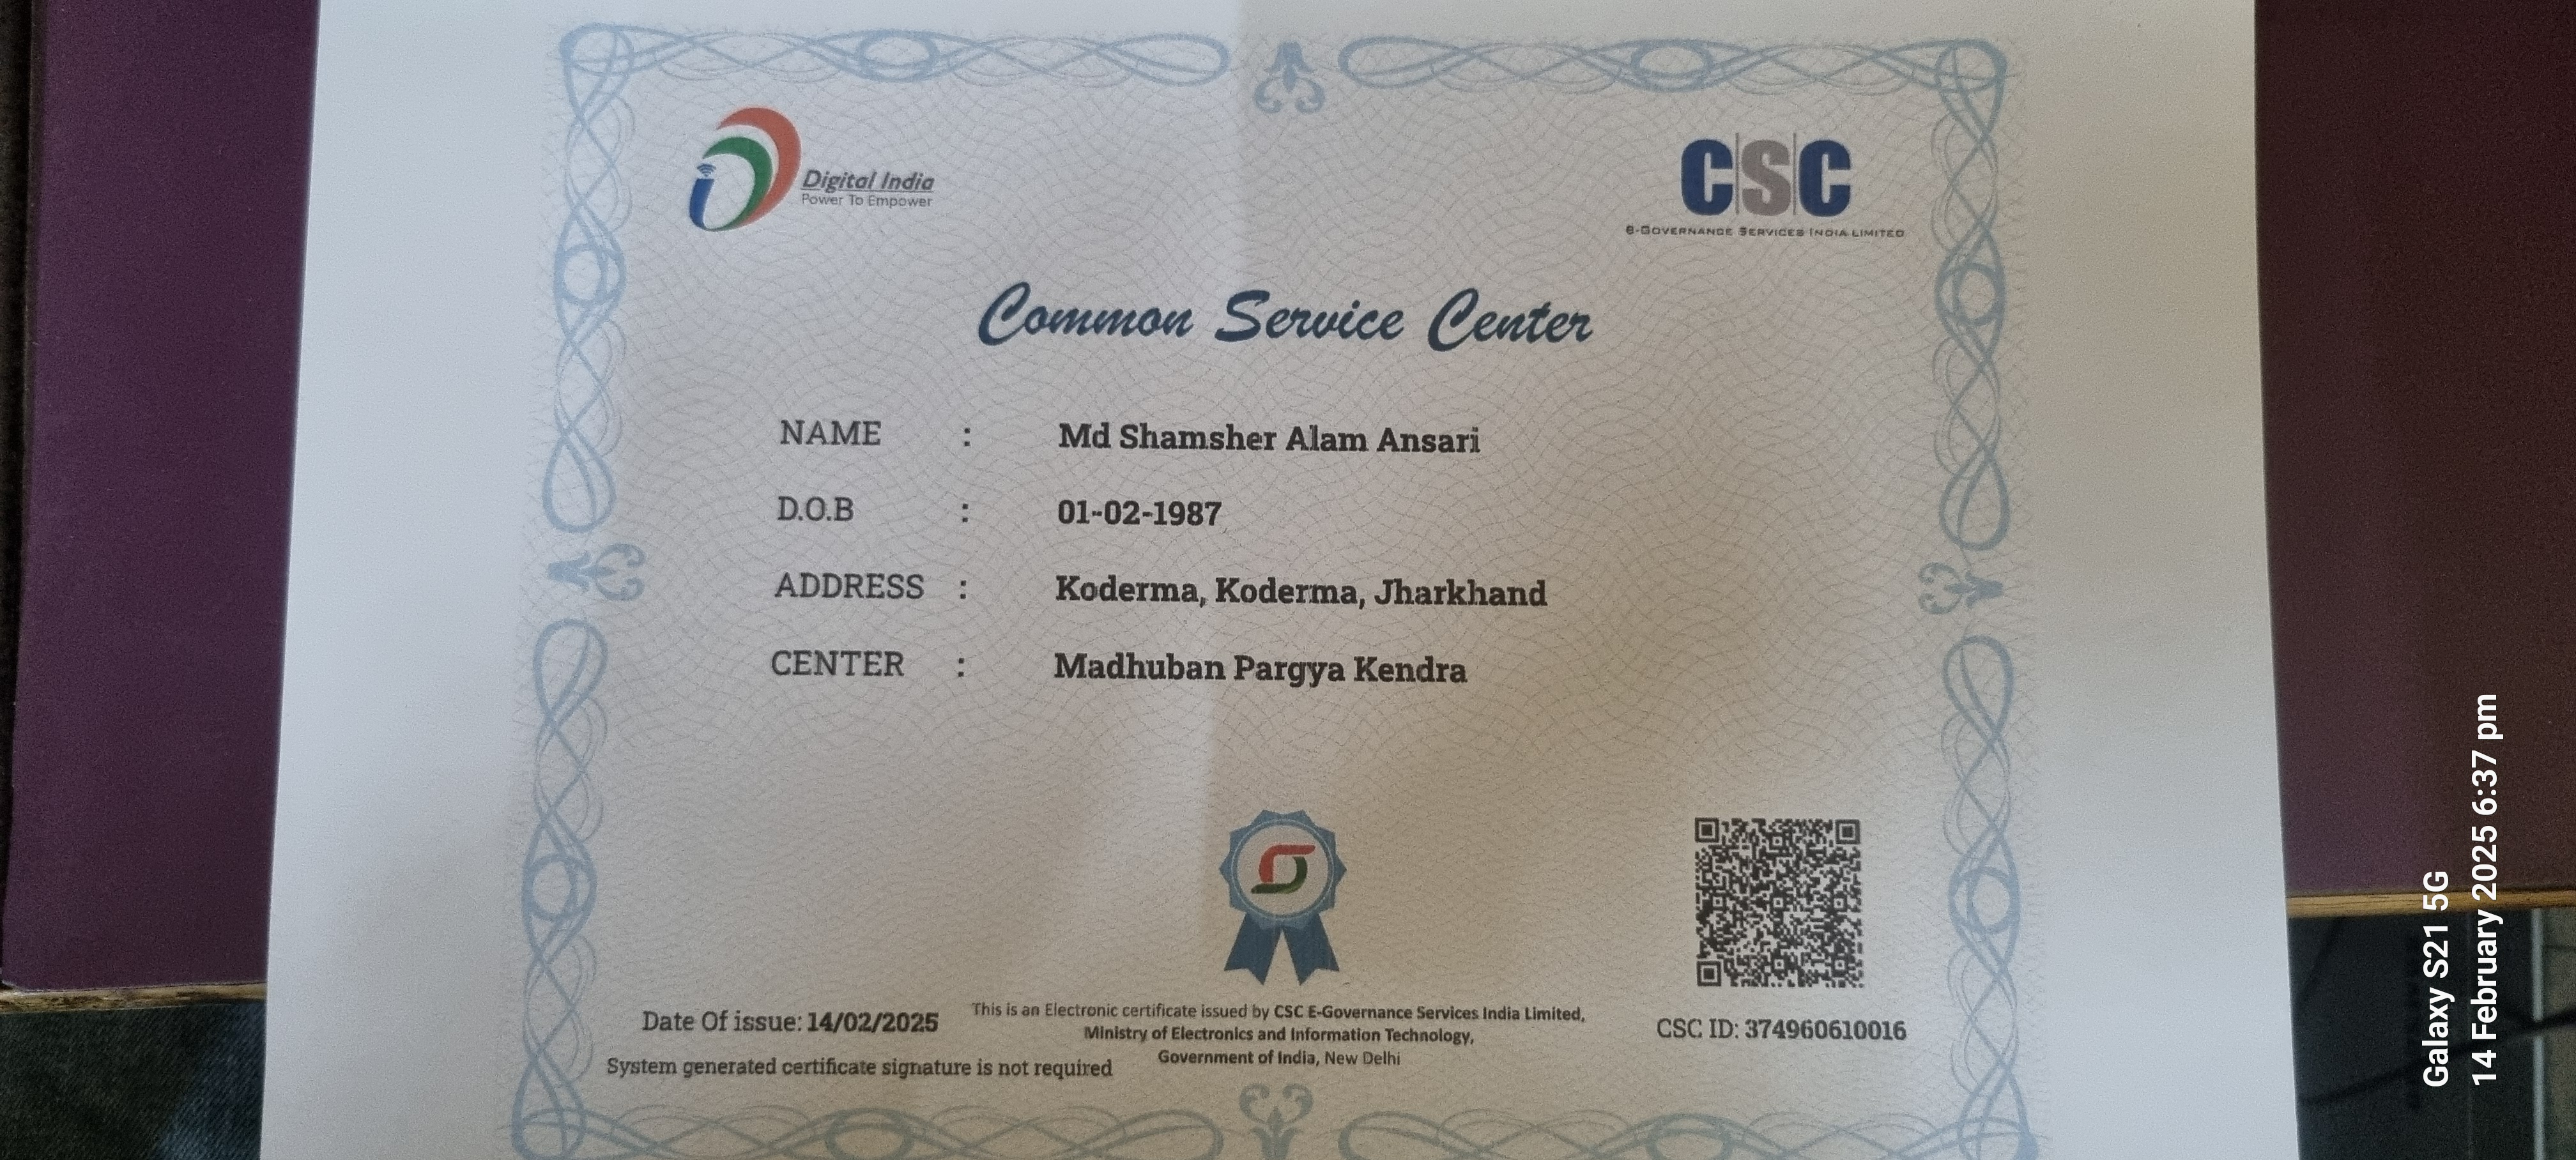 Digital India
Power To Empower
CSC
e-Governance Services India Limited
Common Service Center
NAME : Md Shamsher Alam Ansari
D.O.B : 01-02-1987
ADDRESS : Koderma, Koderma, Jharkhand
CENTER : Madhuban Pargya Kendra
Date Of issue: 14/02/2025
System generated certificate signature is not required
This is an Electronic certificate issued by CSC E-Governance Services India Limited,
Ministry of Electronics and Information Technology,
Government of India, New Delhi
CSC ID: 374960610016
Galaxy S21 5G
14 February 2025 6:37 pm